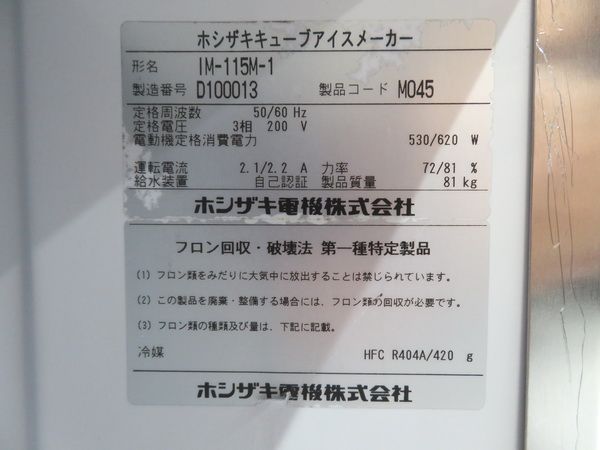 ホシザキキューブアイスメーカー
形名 IM-115M-1
製造番号 D100013 製品コード M045
定格周波数 50/60 Hz
定格電圧 3相 200 V
電動機定格消費電力 530/620 W
運転電流 2.1/2.2 A 力率 72/81 %
給水装置 自己認証 製品質量 81 kg
ホシザキ電機株式会社
フロン回収・破壊法 第一種特定製品
(1) フロン類をみだりに大気中に放出することは禁じられています。
(2) この製品を廃棄・整備する場合には、フロン類の回収が必要です。
(3) フロン類の種類及び量は、下記に記載。
冷媒 HFC R404A/420 g
ホシザキ電機株式会社